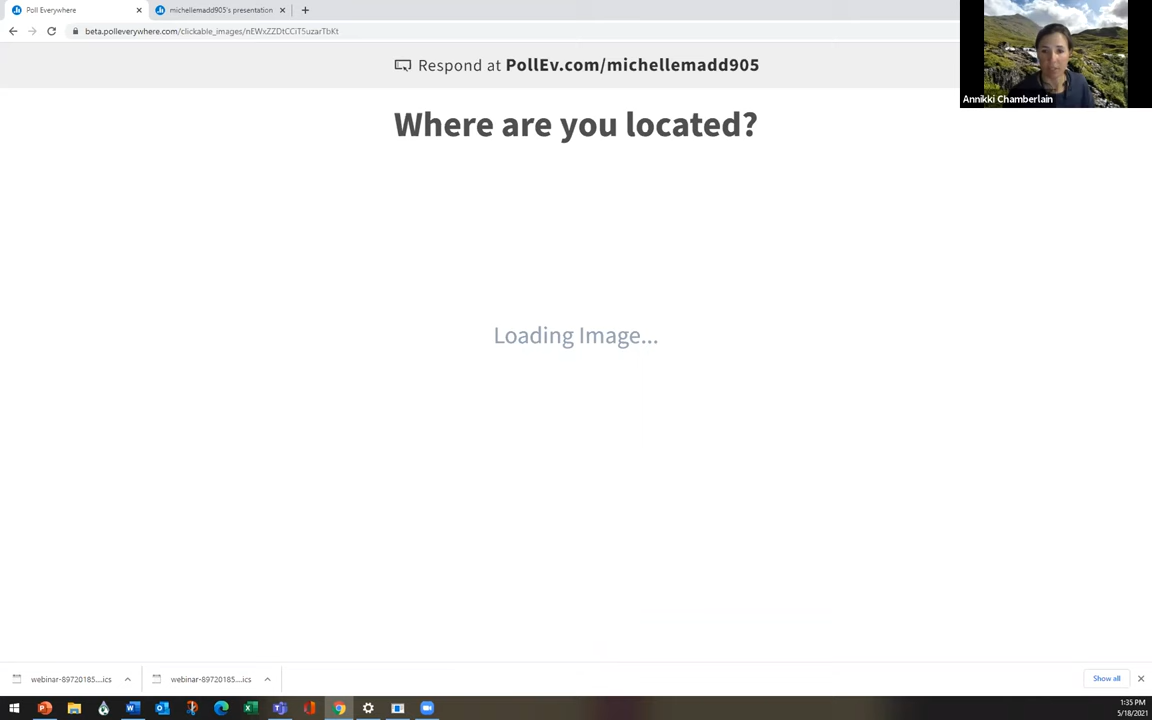 Poll Everywhere
michellemadd905's presentation
beta.polleverywhere.com/clickable_images/nEWxZZDtCCiT5uzarTbKt
Respond at PollEv.com/michellemadd905
Annikki Chamberlain
Where are you located?
Loading Image...
webinar-89720185....ics
webinar-89720185....ics
Show all
1:35 PM
5/18/2021